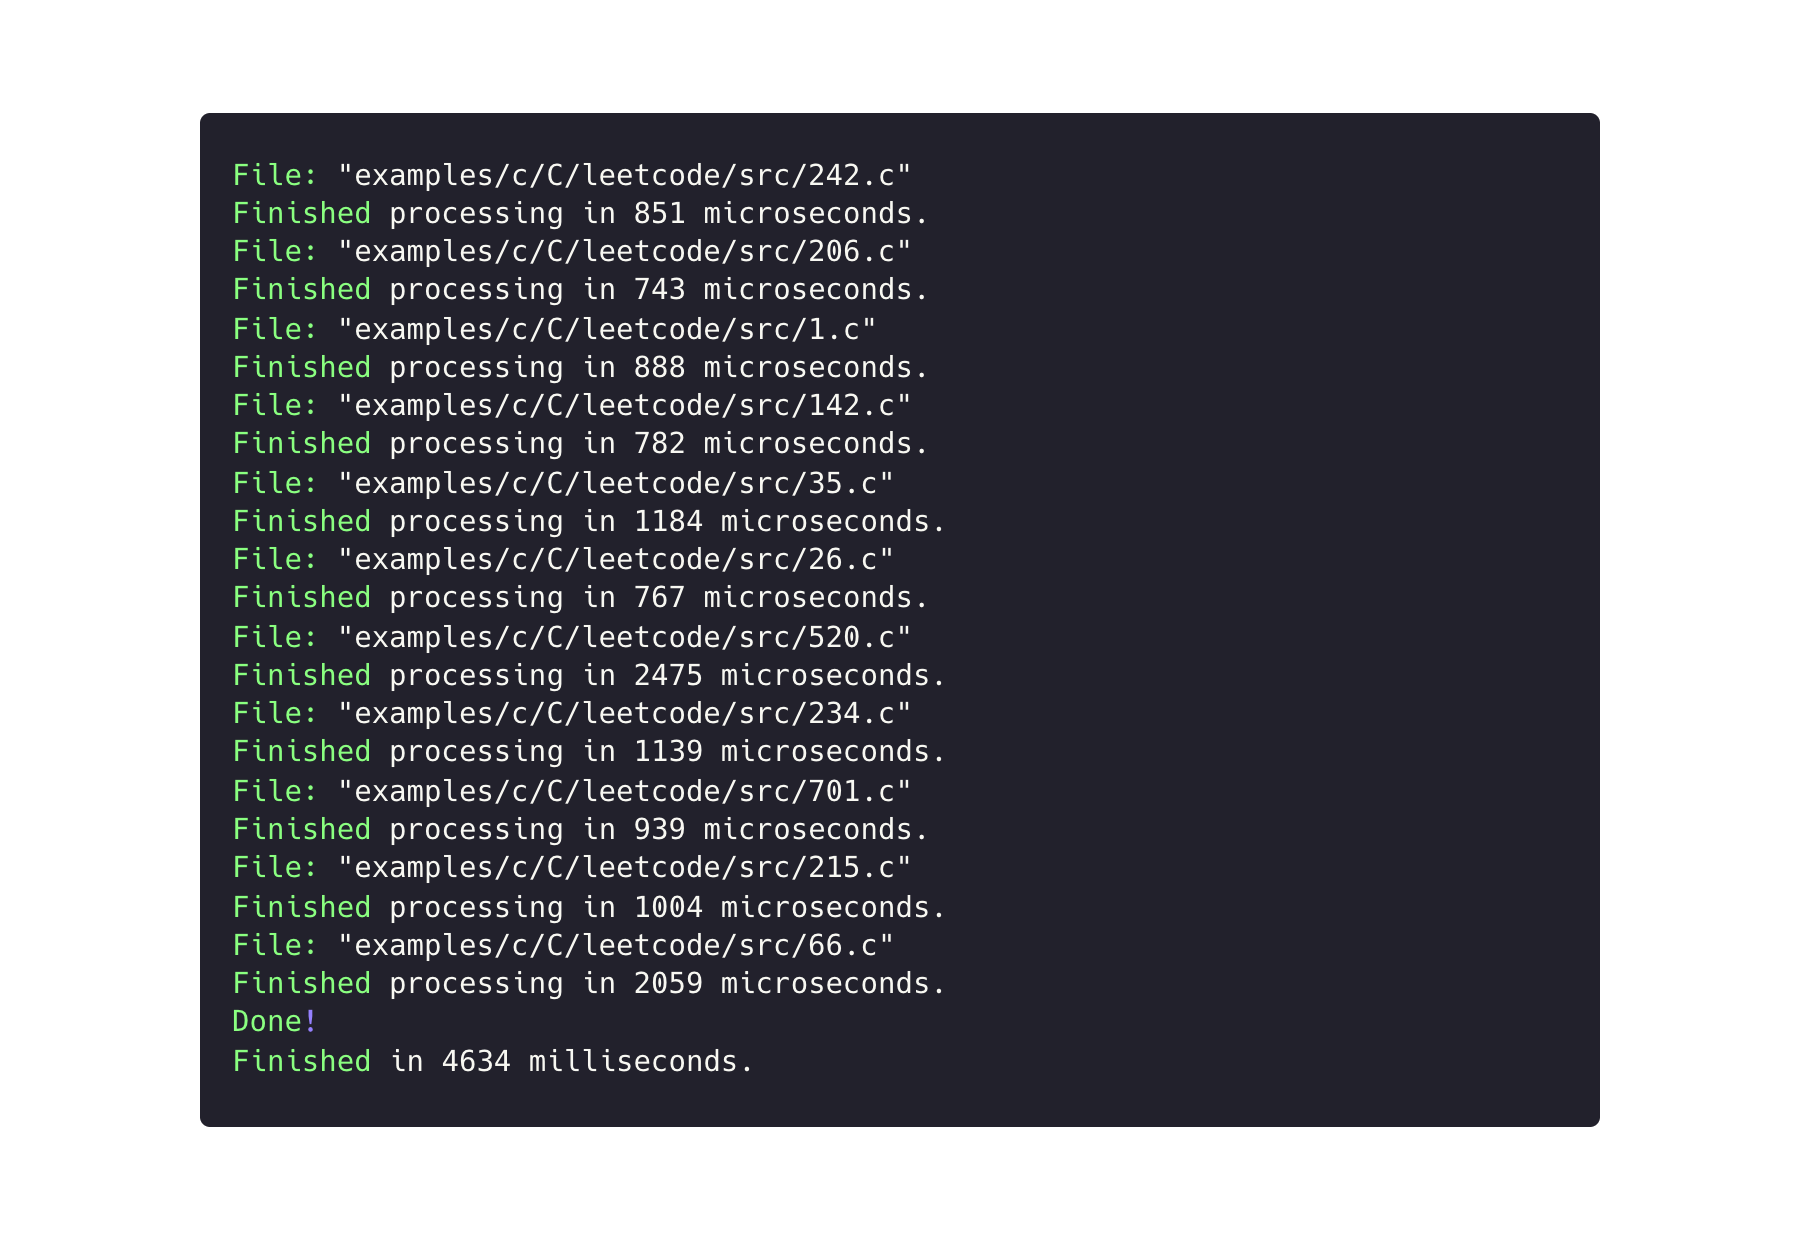 File: "examples/c/C/leetcode/src/242.c"
Finished processing in 851 microseconds.
File: "examples/c/C/leetcode/src/206.c"
Finished processing in 743 microseconds.
File: "examples/c/C/leetcode/src/1.c"
Finished processing in 888 microseconds.
File: "examples/c/C/leetcode/src/142.c"
Finished processing in 782 microseconds.
File: "examples/c/C/leetcode/src/35.c"
Finished processing in 1184 microseconds.
File: "examples/c/C/leetcode/src/26.c"
Finished processing in 767 microseconds.
File: "examples/c/C/leetcode/src/520.c"
Finished processing in 2475 microseconds.
File: "examples/c/C/leetcode/src/234.c"
Finished processing in 1139 microseconds.
File: "examples/c/C/leetcode/src/701.c"
Finished processing in 939 microseconds.
File: "examples/c/C/leetcode/src/215.c"
Finished processing in 1004 microseconds.
File: "examples/c/C/leetcode/src/66.c"
Finished processing in 2059 microseconds.
Done!
Finished in 4634 milliseconds.